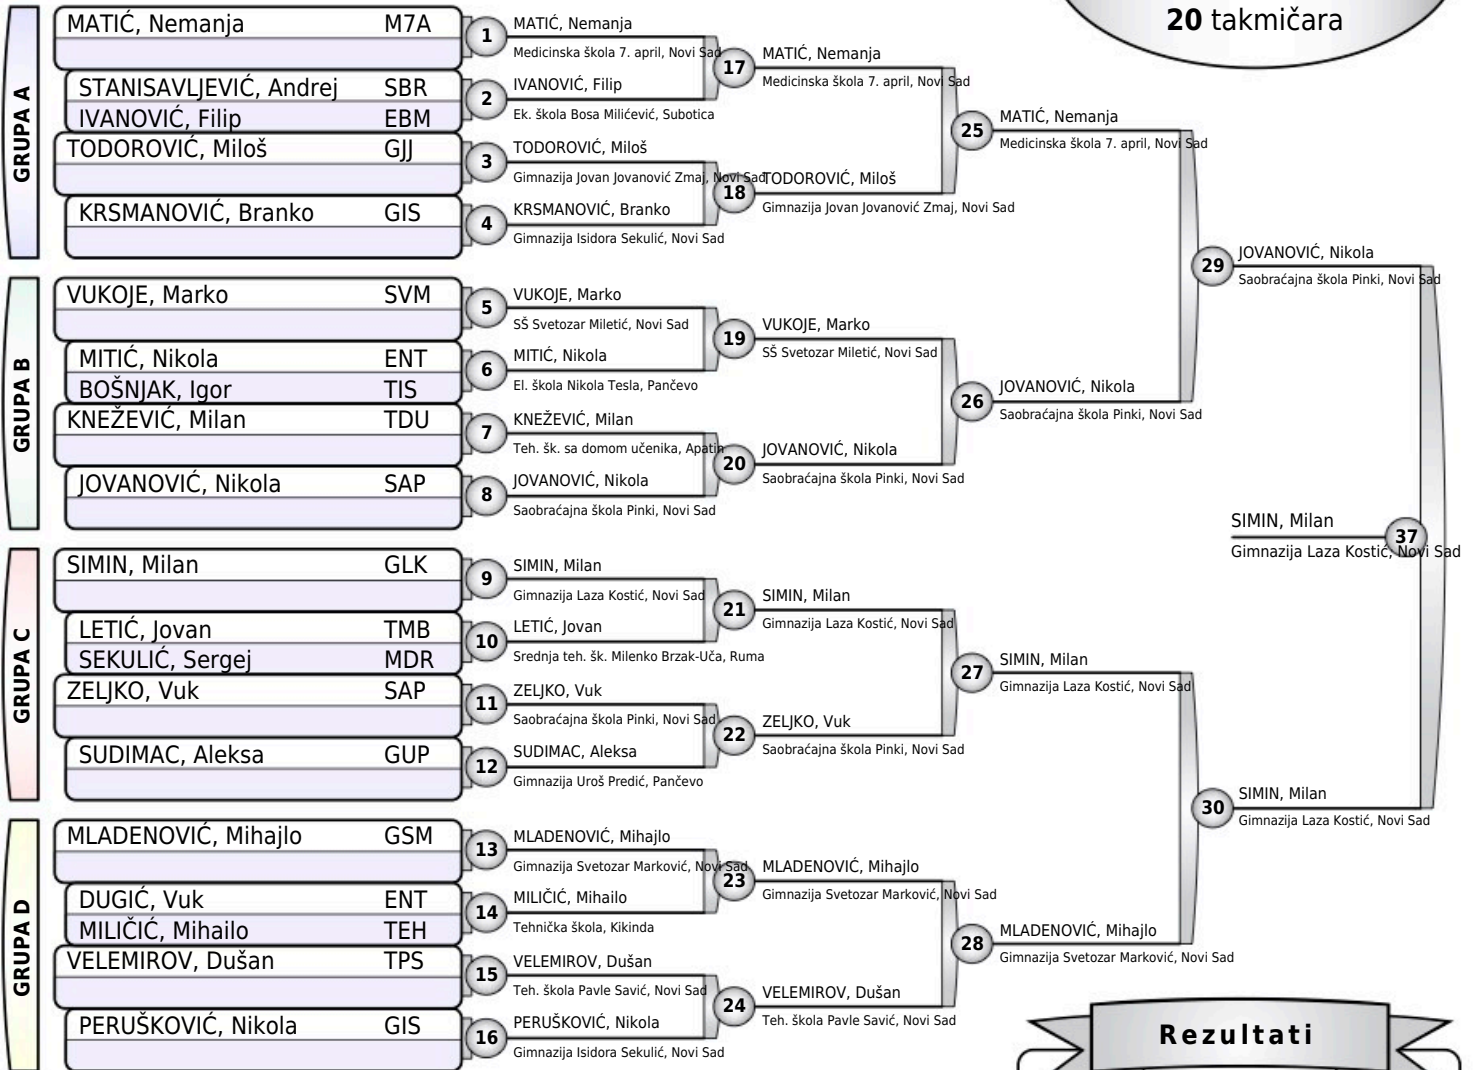 20 takmičara
GRUPA A
MATIĆ, Nemanja M7A
STANISAVLJEVIĆ, Andrej SBR
IVANOVIĆ, Filip EBM
TODOROVIĆ, Miloš GJJ
KRSMANOVIĆ, Branko GIS
GRUPA B
VUKOJE, Marko SVM
MITIĆ, Nikola ENT
BOŠNJAK, Igor TIS
KNEŽEVIĆ, Milan TDU
JOVANOVIĆ, Nikola SAP
GRUPA C
SIMIN, Milan GLK
LETIĆ, Jovan TMB
SEKULIĆ, Sergej MDR
ZELJKO, Vuk SAP
SUDIMAC, Aleksa GUP
GRUPA D
MLADENOVIĆ, Mihajlo GSM
DUGIĆ, Vuk ENT
MILIČIĆ, Mihailo TEH
VELEMIROV, Dušan TPS
PERUŠKOVIĆ, Nikola GIS
1
MATIĆ, Nemanja
Medicinska škola 7. april, Novi Sad
2
IVANOVIĆ, Filip
Ek. škola Bosa Milićević, Subotica
3
TODOROVIĆ, Miloš
Gimnazija Jovan Jovanović Zmaj, Novi Sad
4
KRSMANOVIĆ, Branko
Gimnazija Isidora Sekulić, Novi Sad
5
VUKOJE, Marko
SŠ Svetozar Miletić, Novi Sad
6
MITIĆ, Nikola
El. škola Nikola Tesla, Pančevo
7
KNEŽEVIĆ, Milan
Teh. šk. sa domom učenika, Apatin
8
JOVANOVIĆ, Nikola
Saobraćajna škola Pinki, Novi Sad
9
SIMIN, Milan
Gimnazija Laza Kostić, Novi Sad
10
LETIĆ, Jovan
Srednja teh. šk. Milenko Brzak-Uča, Ruma
11
ZELJKO, Vuk
Saobraćajna škola Pinki, Novi Sad
12
SUDIMAC, Aleksa
Gimnazija Uroš Predić, Pančevo
13
MLADENOVIĆ, Mihajlo
Gimnazija Svetozar Marković, Novi Sad
14
MILIČIĆ, Mihailo
Tehnička škola, Kikinda
15
VELEMIROV, Dušan
Teh. škola Pavle Savić, Novi Sad
16
PERUŠKOVIĆ, Nikola
Gimnazija Isidora Sekulić, Novi Sad
17
MATIĆ, Nemanja
Medicinska škola 7. april, Novi Sad
18
TODOROVIĆ, Miloš
Gimnazija Jovan Jovanović Zmaj, Novi Sad
19
VUKOJE, Marko
SŠ Svetozar Miletić, Novi Sad
20
JOVANOVIĆ, Nikola
Saobraćajna škola Pinki, Novi Sad
21
SIMIN, Milan
Gimnazija Laza Kostić, Novi Sad
22
ZELJKO, Vuk
Saobraćajna škola Pinki, Novi Sad
23
MLADENOVIĆ, Mihajlo
Gimnazija Svetozar Marković, Novi Sad
24
VELEMIROV, Dušan
Teh. škola Pavle Savić, Novi Sad
25
MATIĆ, Nemanja
Medicinska škola 7. april, Novi Sad
26
JOVANOVIĆ, Nikola
Saobraćajna škola Pinki, Novi Sad
27
SIMIN, Milan
Gimnazija Laza Kostić, Novi Sad
28
MLADENOVIĆ, Mihajlo
Gimnazija Svetozar Marković, Novi Sad
29
JOVANOVIĆ, Nikola
Saobraćajna škola Pinki, Novi Sad
30
SIMIN, Milan
Gimnazija Laza Kostić, Novi Sad
37
SIMIN, Milan
Gimnazija Laza Kostić, Novi Sad
Rezultati